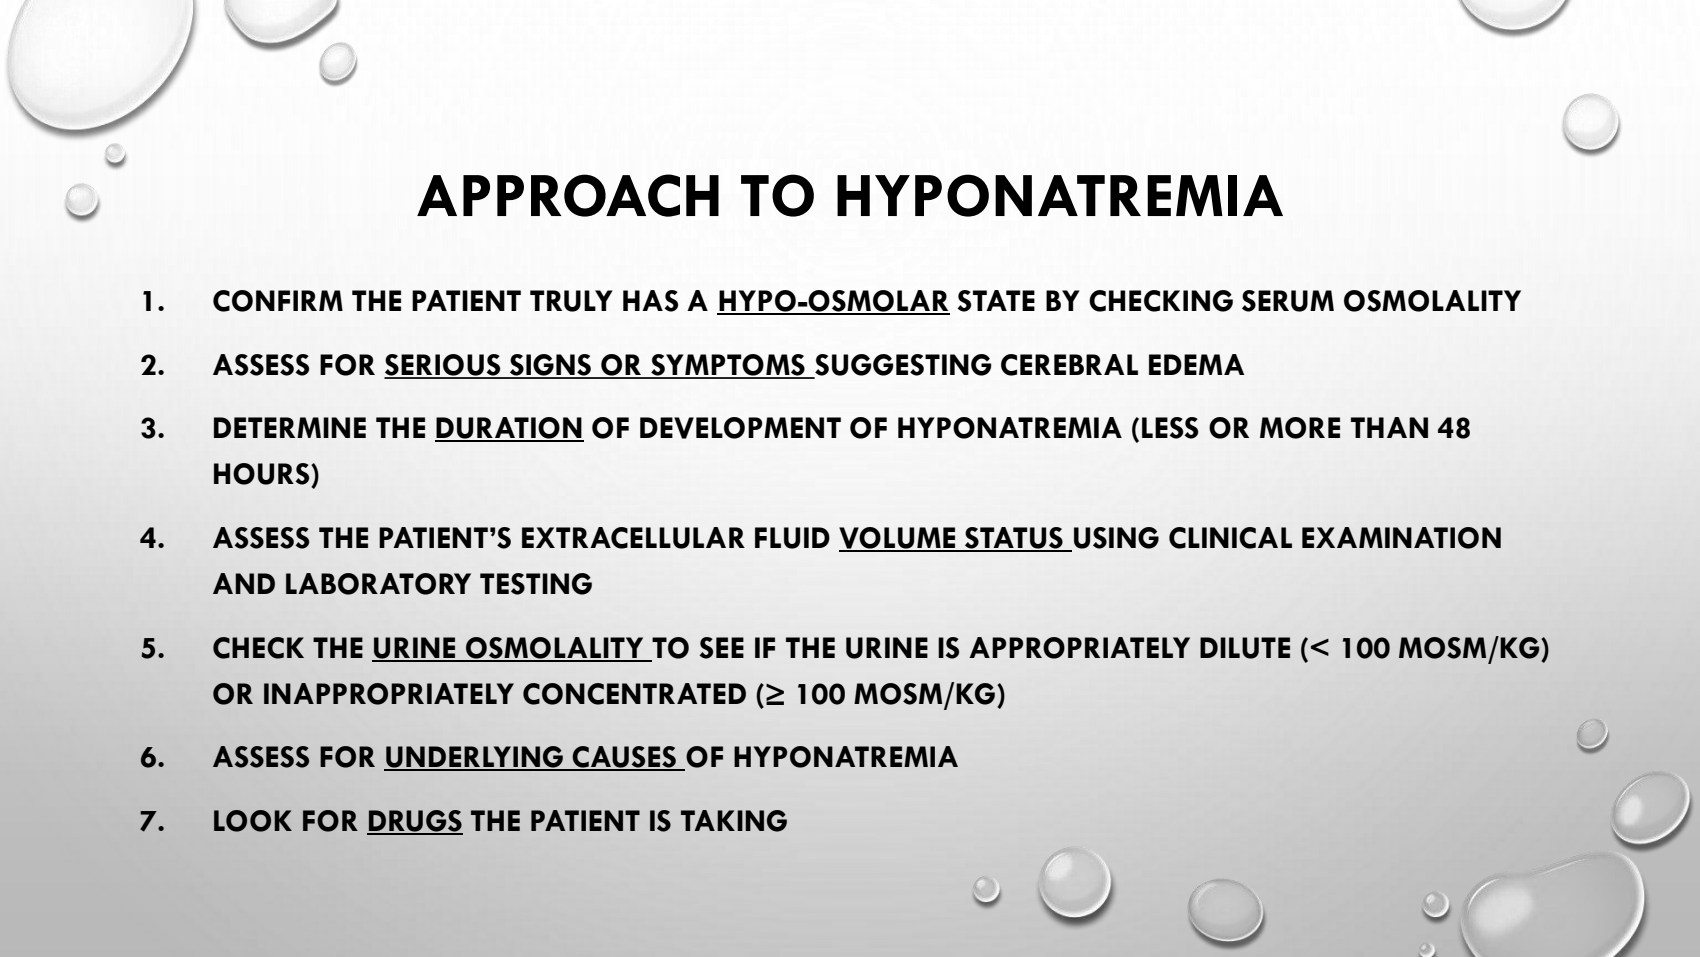 APPROACH TO HYPONATREMIA
1. CONFIRM THE PATIENT TRULY HAS A HYPO-OSMOLAR STATE BY CHECKING SERUM OSMOLALITY
2. ASSESS FOR SERIOUS SIGNS OR SYMPTOMS SUGGESTING CEREBRAL EDEMA
3. DETERMINE THE DURATION OF DEVELOPMENT OF HYPONATREMIA (LESS OR MORE THAN 48
HOURS)
4. ASSESS THE PATIENT’S EXTRACELLULAR FLUID VOLUME STATUS USING CLINICAL EXAMINATION
AND LABORATORY TESTING
5. CHECK THE URINE OSMOLALITY TO SEE IF THE URINE IS APPROPRIATELY DILUTE (< 100 MOSM/KG)
OR INAPPROPRIATELY CONCENTRATED (≥ 100 MOSM/KG)
6. ASSESS FOR UNDERLYING CAUSES OF HYPONATREMIA
7. LOOK FOR DRUGS THE PATIENT IS TAKING